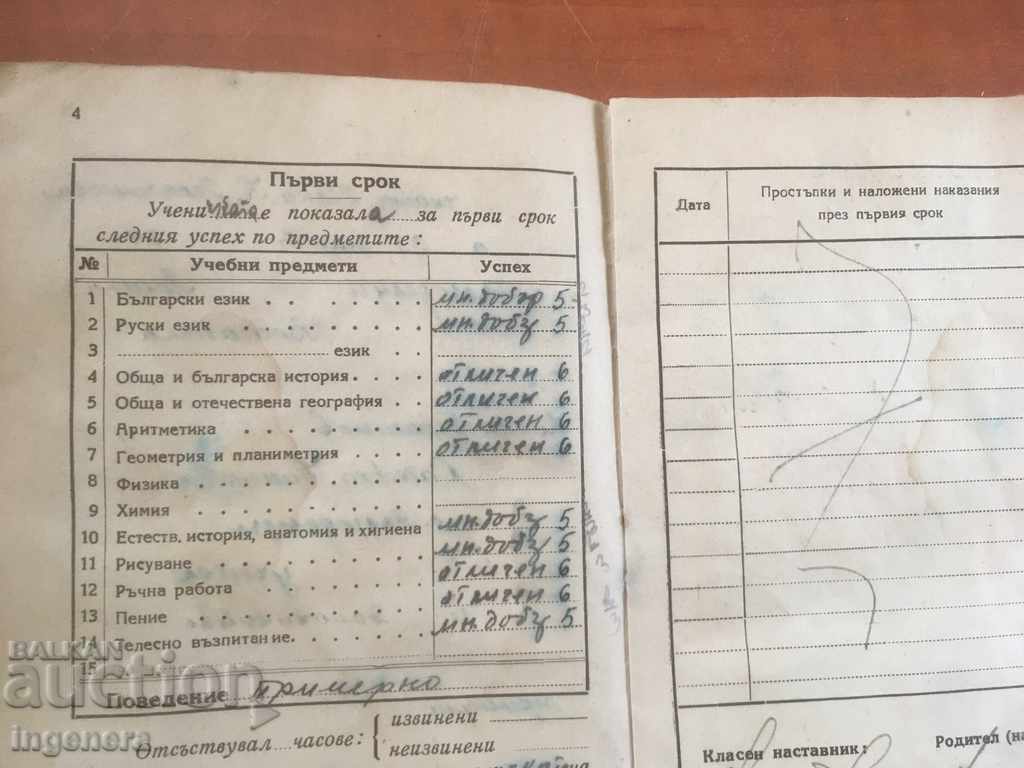 4
Първи срок
Ученичката е показала за първи срок
следния успех по предметите:
№ Учебни предмети Успех
1 Български език . . . . . . . мн. добър 5
2 Руски език . . . . . . . . . мн. добъ 5
3 ........ език . .
4 Обща и българска история . . . . отличен 6
5 Обща и отечествена география . . отличен 6
6 Аритметика . . . . . . . . отличен 6
7 Геометрия и планиметрия . . . . отличен 6
8 Физика . . . . . . . . . .
9 Химия . . . . . . . . . .
10 Естеств. история, анатомия и хигиена мн. добъ 5
11 Рисуване . . . . . . . . . мн. добъ 5
12 Ръчна работа . . . . . . . отличен 6
13 Пение . . . . . . . . . . отличен 6
14 Телесно възпитание . . . . . мн. добъ 5
15
Поведение примерно
Отсъствувал ... часове:
извинени
неизвинени
Дата
Простъпки и наложени наказания
през първия срок
Класен наставник:
Родител (на
BALKAN
auction
ingenera